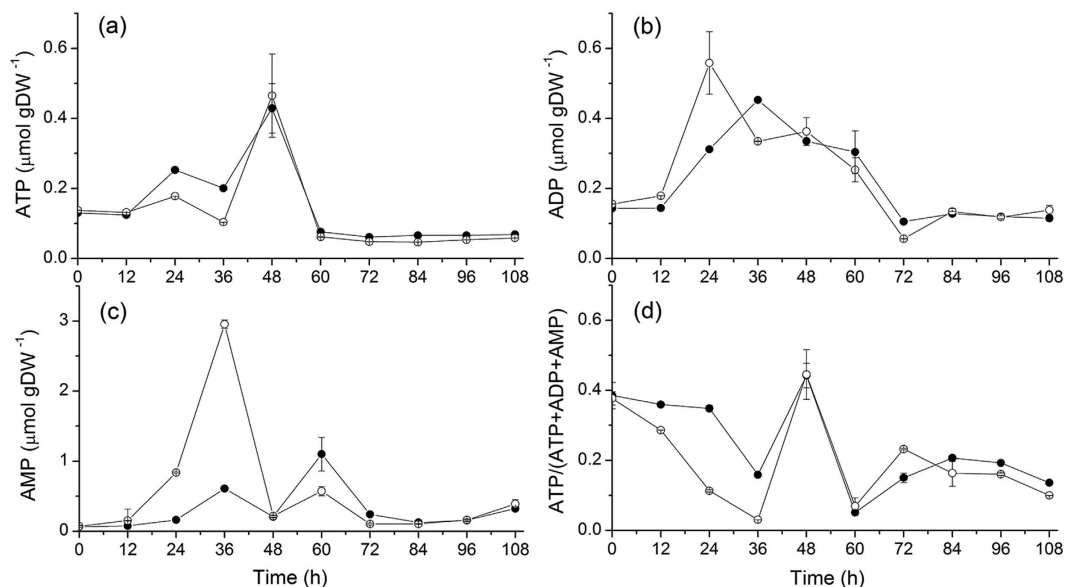 (a)
ATP (μmol gDW⁻¹)
0.6
0.4
0.2
0.0
0 12 24 36 48 60 72 84 96 108
(b)
ADP (μmol gDW⁻¹)
0.6
0.4
0.2
0.0
0 12 24 36 48 60 72 84 96 108
(c)
AMP (μmol gDW⁻¹)
3
2
1
0
0 12 24 36 48 60 72 84 96 108
Time (h)
(d)
ATP/(ATP+ADP+AMP)
0.6
0.4
0.2
0.0
0 12 24 36 48 60 72 84 96 108
Time (h)